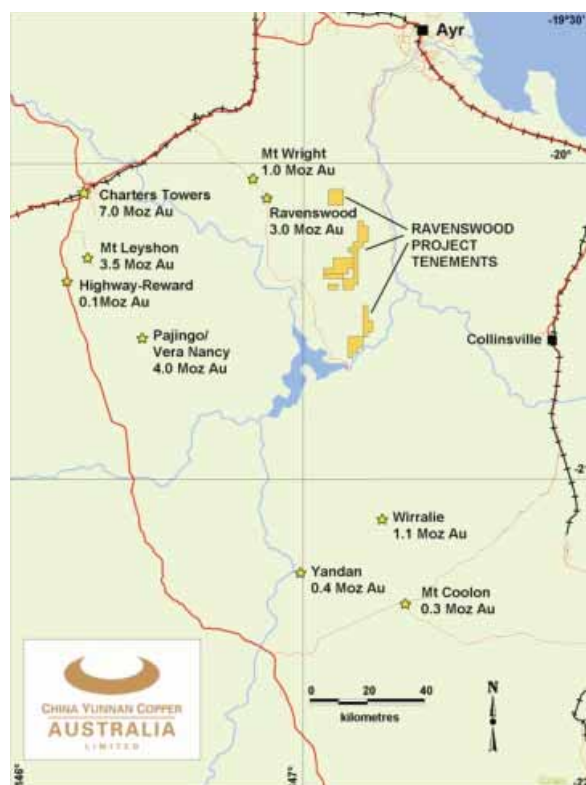 -19°30'
Ayr
-20°
Mt Wright
1.0 Moz Au
Charters Towers
7.0 Moz Au
Ravenswood
3.0 Moz Au
RAVENSWOOD
PROJECT
TENEMENTS
Mt Leyshon
3.5 Moz Au
Highway-Reward
0.1Moz Au
Pajingo/
Vera Nancy
4.0 Moz Au
Collinsville
-21
Wirralie
1.1 Moz Au
Yandan
0.4 Moz Au
Mt Coolon
0.3 Moz Au
CHINA YUNNAN COPPER
AUSTRALIA
LIMITED
0 20 40
kilometres
N
146°
147°